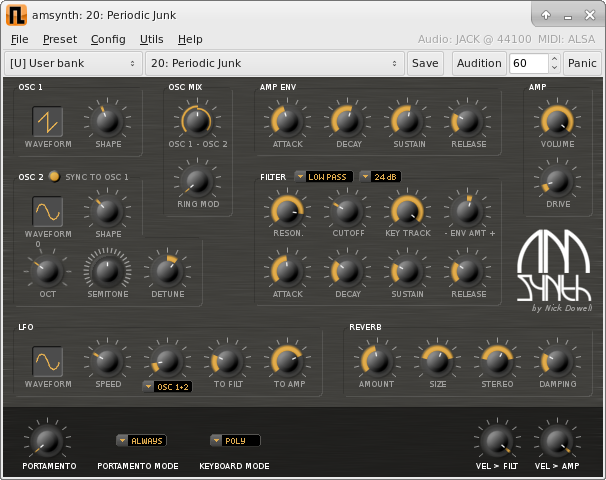 amsynth: 20: Periodic Junk
File Preset Config Utils Help Audio: JACK @ 44100 MIDI: ALSA
[U] User bank 20: Periodic Junk Save Audition 60 Panic
OSC 1 OSC MIX AMP ENV AMP
WAVEFORM SHAPE OSC 1 - OSC 2 ATTACK DECAY SUSTAIN RELEASE VOLUME
OSC 2 SYNC TO OSC 1 FILTER LOW PASS 24 dB
RING MOD DRIVE
WAVEFORM SHAPE RESON. CUTOFF KEY TRACK - ENV AMT +
0
OCT SEMITONE DETUNE ATTACK DECAY SUSTAIN RELEASE
AM
SYNTH
by Nick Dowell
LFO REVERB
WAVEFORM SPEED OSC 1+2 TO FILT TO AMP AMOUNT SIZE STEREO DAMPING
ALWAYS POLY
PORTAMENTO PORTAMENTO MODE KEYBOARD MODE VEL > FILT VEL > AMP